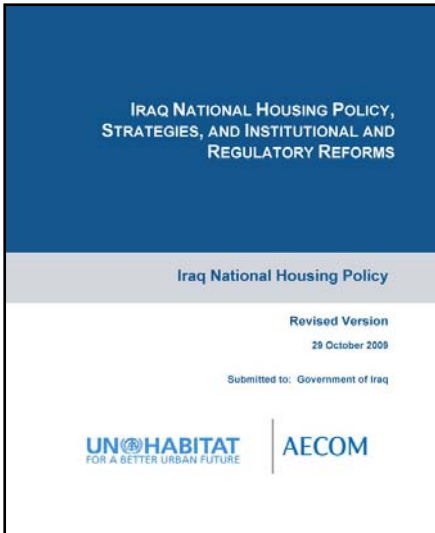 IRAQ NATIONAL HOUSING POLICY,
STRATEGIES, AND INSTITUTIONAL AND
REGULATORY REFORMS
Iraq National Housing Policy
Revised Version
29 October 2009
Submitted to: Government of Iraq
UN HABITAT
FOR A BETTER URBAN FUTURE
AECOM